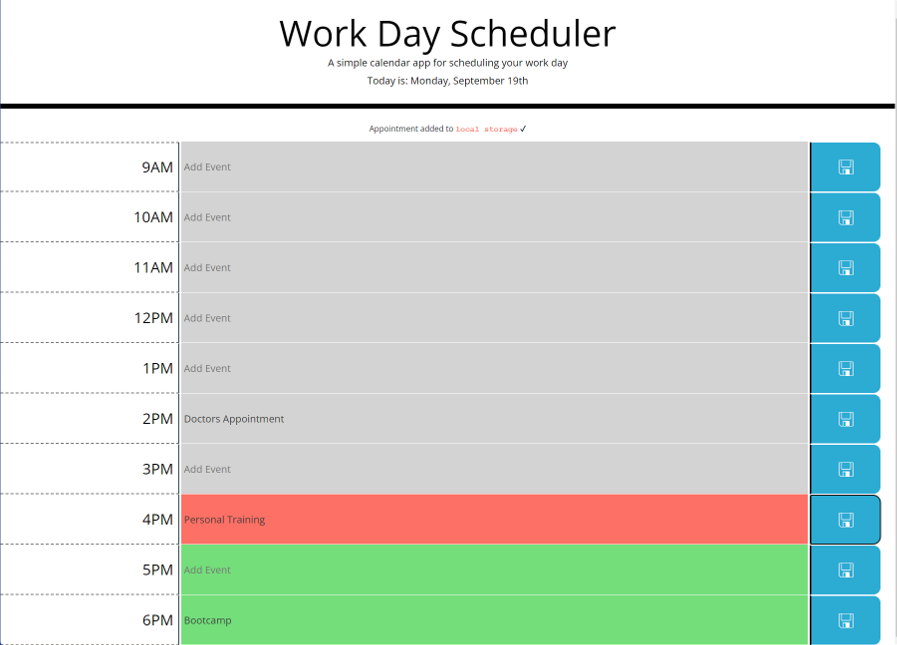 Work Day Scheduler
A simple calendar app for scheduling your work day
Today is: Monday, September 19th
Appointment added to local storage ✔
9AM Add Event
10AM Add Event
11AM Add Event
12PM Add Event
1PM Add Event
2PM Doctors Appointment
3PM Add Event
4PM Personal Training
5PM Add Event
6PM Bootcamp